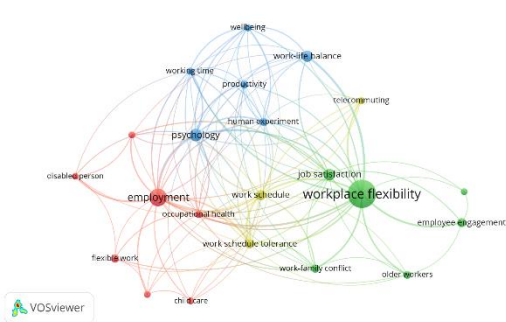 wellbeing
work-life balance
working time
productivity
telecommuting
human experiment
psychology
disabled person
job satisfaction
employment
work schedule
workplace flexibility
occupational health
employee engagement
work schedule tolerance
flexible work
work-family conflict
older workers
child care
VOSviewer